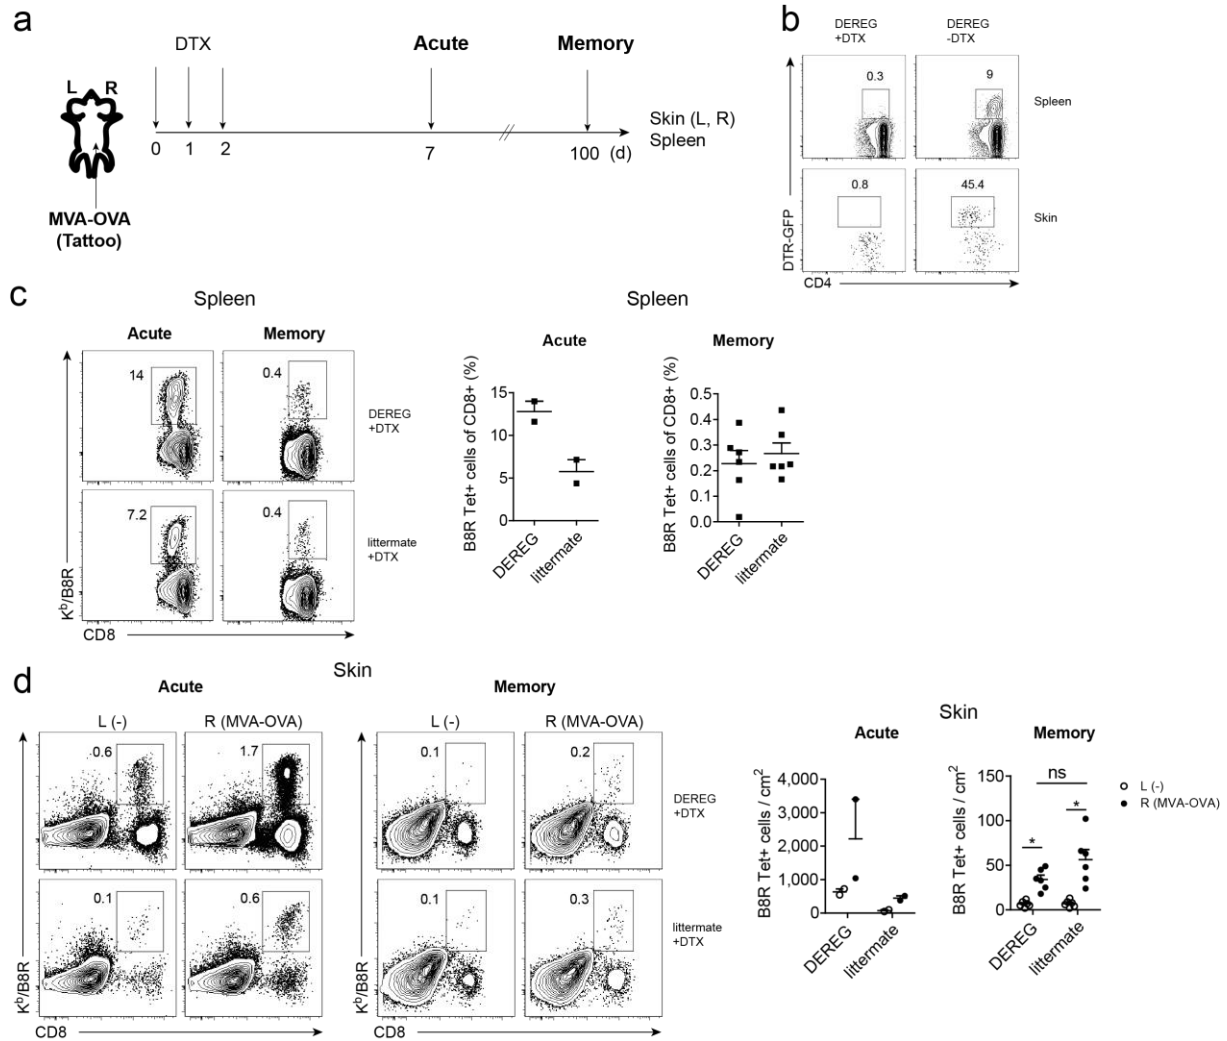 a
DTX
Acute
Memory
L R
Skin (L, R)
Spleen
0 1 2 7 100 (d)
MVA-OVA
(Tattoo)
b
DEREG
+DTX
DEREG
-DTX
0.3
9
Spleen
0.8
45.4
Skin
DTR-GFP
CD4
c
Spleen
Acute
Memory
14
0.4
DEREG
+DTX
7.2
0.4
littermate
+DTX
Kb/B8R
CD8
Spleen
Acute
B8R Tet+ cells of CD8+ (%)
15
10
5
0
DEREG
littermate
Memory
B8R Tet+ cells of CD8+ (%)
0.5
0.4
0.3
0.2
0.1
0.0
DEREG
littermate
d
Skin
Acute
Memory
L (-)
R (MVA-OVA)
L (-)
R (MVA-OVA)
0.6
1.7
0.1
0.2
DEREG
+DTX
0.1
0.6
0.1
0.3
littermate
+DTX
Kb/B8R
CD8
Kb/B8R
CD8
Skin
Acute
B8R Tet+ cells / cm2
4,000
3,000
2,000
1,000
0
DEREG
littermate
Memory
B8R Tet+ cells / cm2
150
100
50
0
ns
*
*
DEREG
littermate
L (-)
R (MVA-OVA)